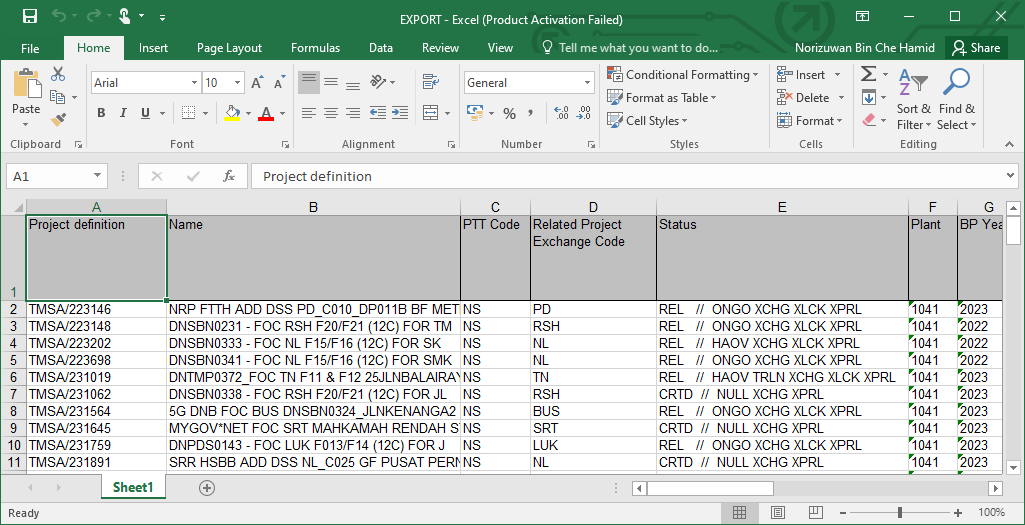 EXPORT - Excel (Product Activation Failed)
File Home Insert Page Layout Formulas Data Review View Tell me what you want to do... Norizuwan Bin Che Hamid Share
Paste
Clipboard
Arial 10
B I U A
Font
Alignment
General
% ,
Number
Conditional Formatting
Format as Table
Cell Styles
Styles
Insert
Delete
Format
Cells
Sort & Filter
Find & Select
Editing
A1 fx Project definition
A B C D E F G
1 Project definition Name PTT Code Related Project Exchange Code Status Plant BP Yea
2 TMSA/223146 NRP FTTH ADD DSS PD_C010_DP011B BF MET NS PD REL // ONGO XCHG XLCK XPRL 1041 2023
3 TMSA/223148 DNSBN0231 - FOC RSH F20/F21 (12C) FOR TM NS RSH REL // ONGO XCHG XLCK XPRL 1041 2022
4 TMSA/223202 DNSBN0333 - FOC NL F15/F16 (12C) FOR SK NS NL REL // HAOV XCHG XLCK XPRL 1041 2022
5 TMSA/223698 DNSBN0341 - FOC NL F15/F16 (12C) FOR SMK NS NL REL // ONGO XCHG XLCK XPRL 1041 2022
6 TMSA/231019 DNTMP0372_FOC TN F11 & F12 25JLNBALAIRAY NS TN REL // HAOV TRLN XCHG XLCK XPRL 1041 2023
7 TMSA/231062 DNSBN0338 - FOC RSH F20/F21 (12C) FOR JL NS RSH CRTD // NULL XCHG XPRL 1041 2023
8 TMSA/231564 5G DNB FOC BUS DNSBN0324_JLNKENANGA2 NS BUS REL // ONGO XCHG XLCK XPRL 1041 2023
9 TMSA/231645 MYGOV*NET FOC SRT MAHKAMAH RENDAH S NS SRT CRTD // NULL XCHG XPRL 1041 2023
10 TMSA/231759 DNPDS0143 - FOC LUK F013/F14 (12C) FOR J NS LUK REL // ONGO XCHG XLCK XPRL 1041 2023
11 TMSA/231891 SRR HSBB ADD DSS NL_C025 GF PUSAT PERN NS NL CRTD // NULL XCHG XPRL 1041 2023
Sheet1
Ready 100%